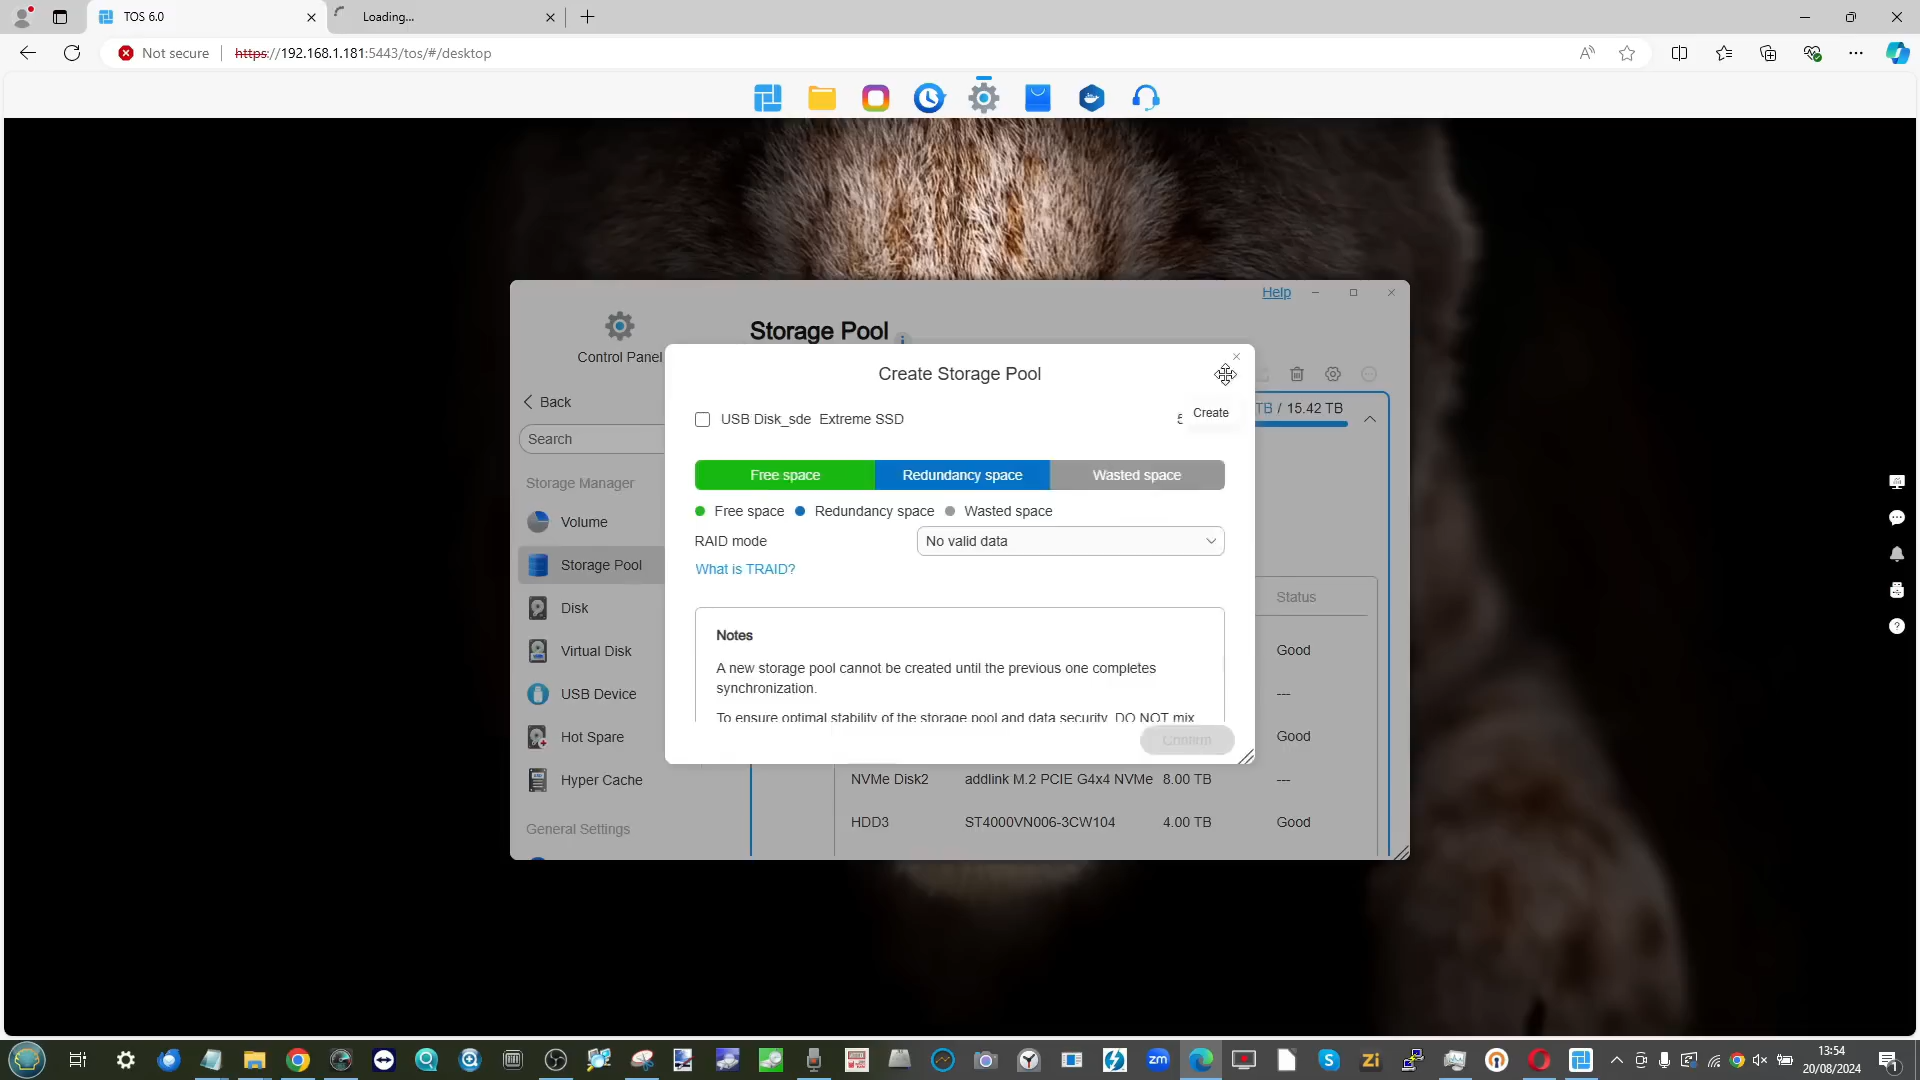 TOS 6.0
Loading...
Not secure
https://192.168.1.181:5443/tos/#/desktop
Help
Control Panel
Storage Pool
Back
TB / 15.42 TB
Search
Storage Manager
Volume
Storage Pool
Disk
Virtual Disk
USB Device
Hot Spare
Hyper Cache
General Settings
Create Storage Pool
USB Disk_sde Extreme SSD
Create
Free space
Redundancy space
Wasted space
Free space
Redundancy space
Wasted space
RAID mode
No valid data
What is TRAID?
Notes
A new storage pool cannot be created until the previous one completes
synchronization.
To ensure optimal stability of the storage pool and data security, DO NOT mix
Confirm
Status
Good
---
Good
NVMe Disk2 addlink M.2 PCIE G4x4 NVMe 8.00 TB ---
HDD3 ST4000VN006-3CW104 4.00 TB Good
zm
Zi
13:54
20/08/2024
1